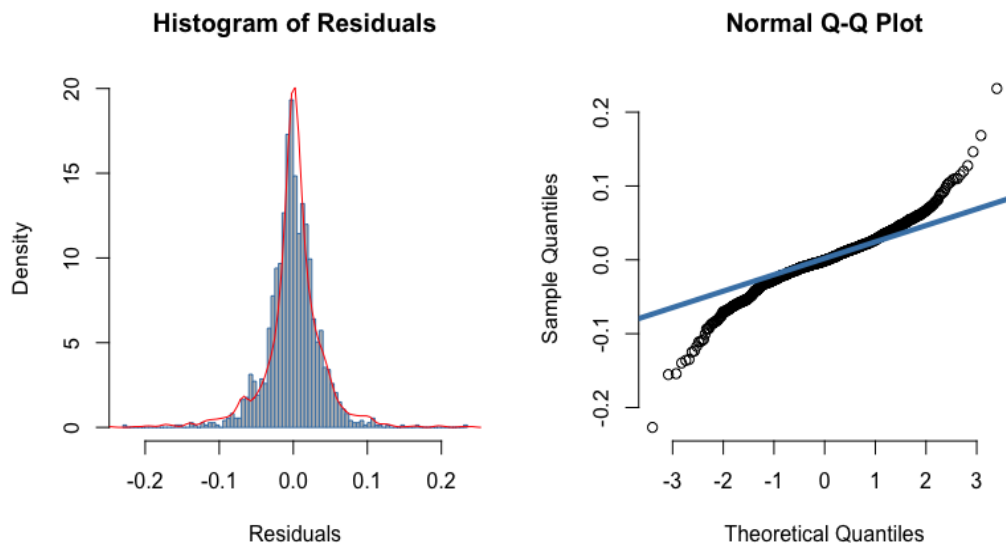 Histogram of Residuals
Density
20
15
10
5
0
-0.2 -0.1 0.0 0.1 0.2
Residuals
Normal Q-Q Plot
Sample Quantiles
0.2
0.1
0.0
-0.1
-0.2
-3 -2 -1 0 1 2 3
Theoretical Quantiles